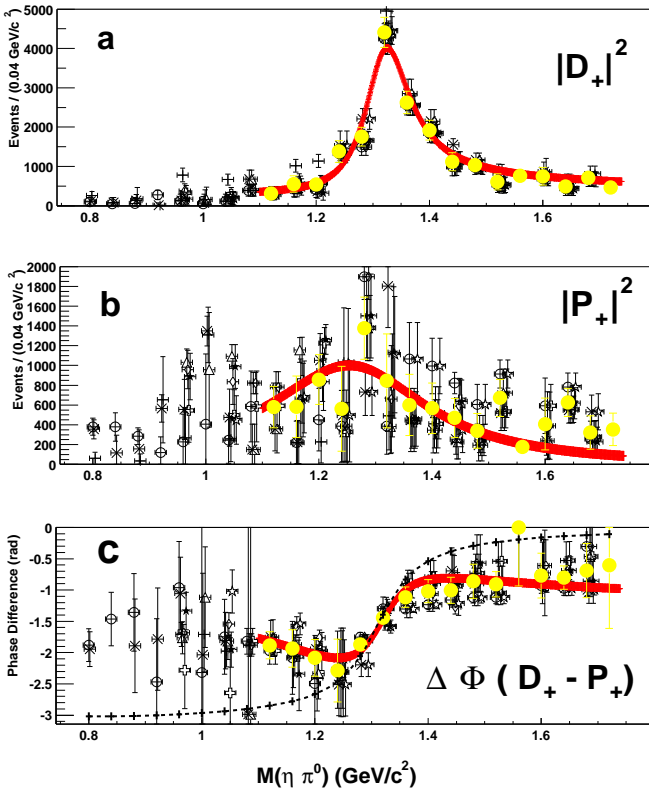 5000
4000
3000
2000
1000
0
Events / (0.04 GeV/c²)
a
|D₊|²
0.8 1 1.2 1.4 1.6
2000
1800
1600
1400
1200
1000
800
600
400
200
0
Events / (0.04 GeV/c²)
b
|P₊|²
0.8 1 1.2 1.4 1.6
0
-0.5
-1
-1.5
-2
-2.5
-3
Phase Difference (rad)
c
Δ Φ ( D₊ - P₊ )
0.8 1 1.2 1.4 1.6
M(η π⁰) (GeV/c²)